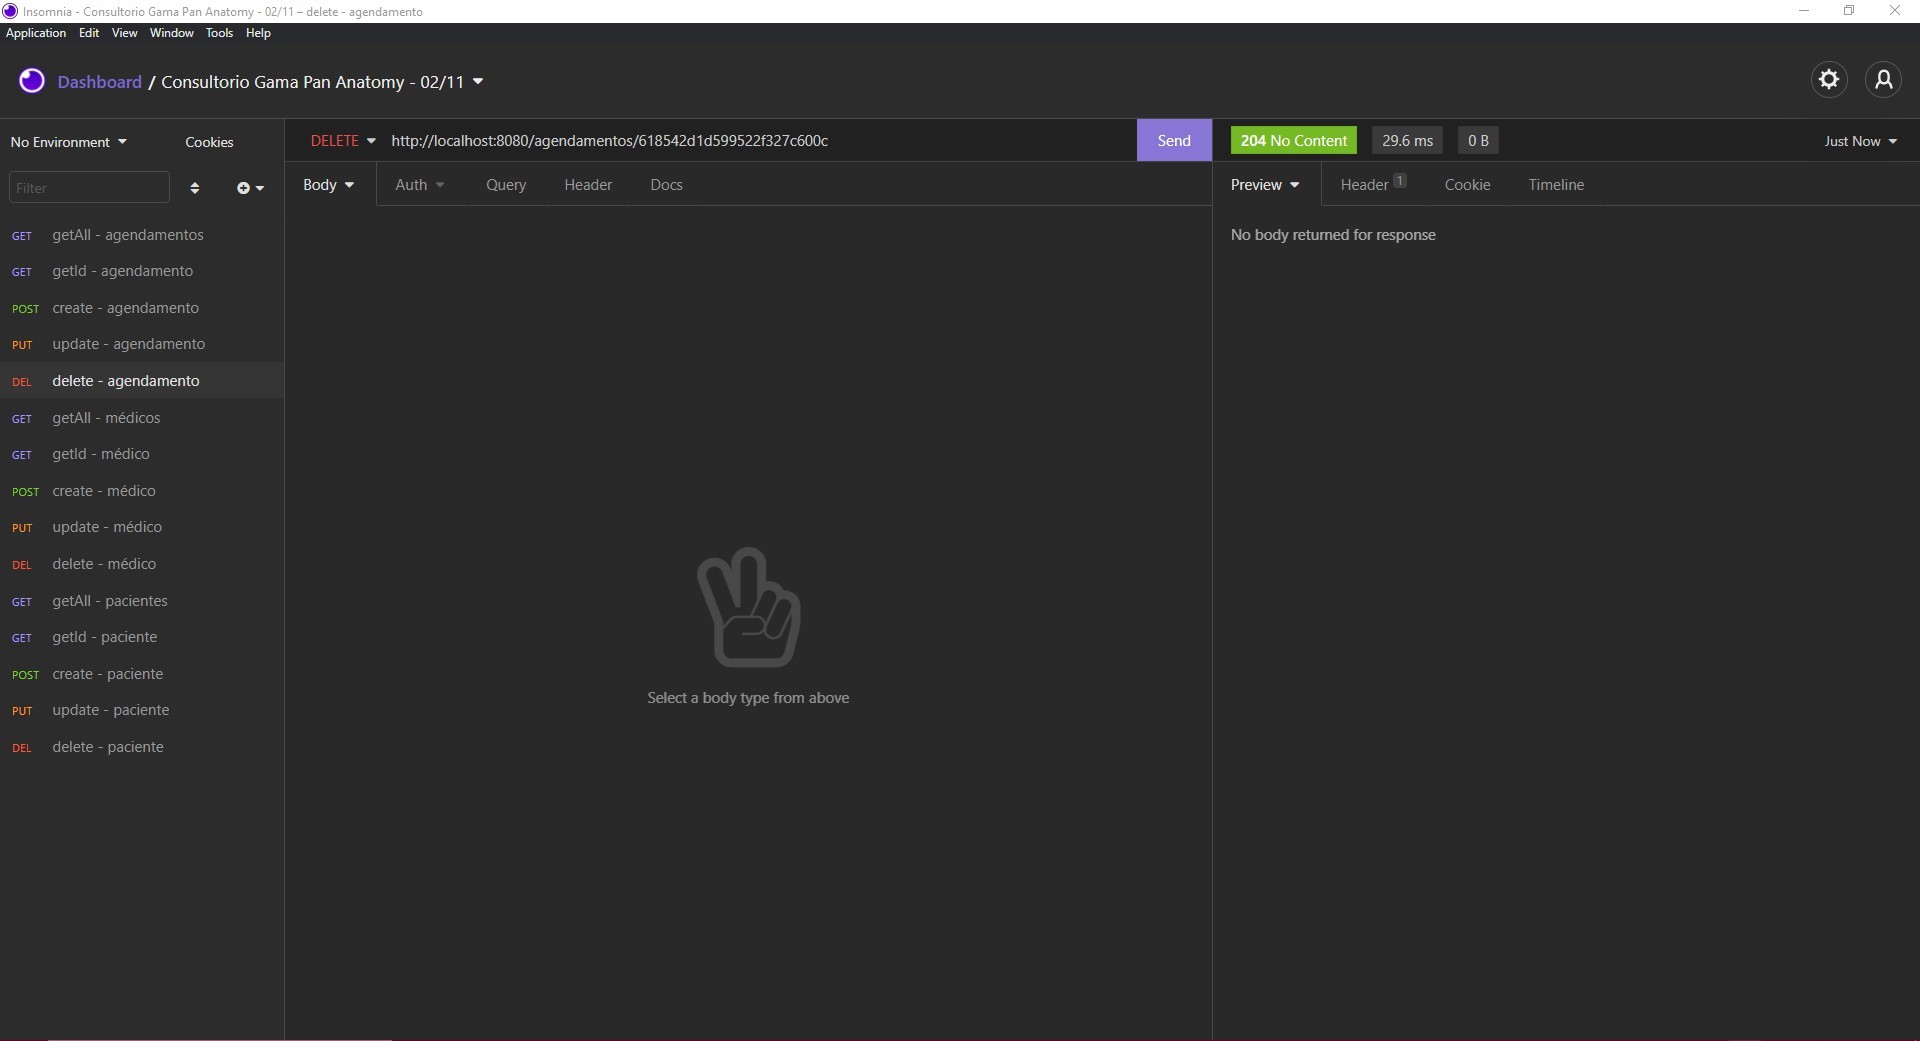 Insomnia - Consultorio Gama Pan Anatomy - 02/11 – delete - agendamento
Application Edit View Window Tools Help
Dashboard / Consultorio Gama Pan Anatomy - 02/11
No Environment Cookies
Filter
GET getAll - agendamentos
GET getId - agendamento
POST create - agendamento
PUT update - agendamento
DEL delete - agendamento
GET getAll - médicos
GET getId - médico
POST create - médico
PUT update - médico
DEL delete - médico
GET getAll - pacientes
GET getId - paciente
POST create - paciente
PUT update - paciente
DEL delete - paciente
DELETE http://localhost:8080/agendamentos/618542d1d599522f327c600c Send
Body Auth Query Header Docs
Select a body type from above
204 No Content 29.6 ms 0 B Just Now
Preview Header 1 Cookie Timeline
No body returned for response